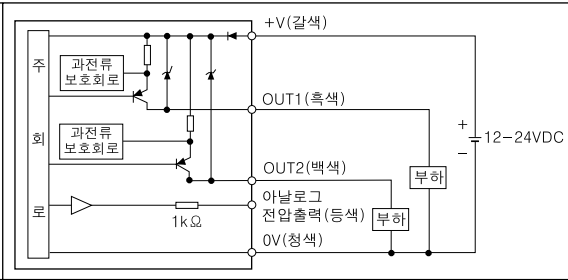 +V(갈색)
주
과전류
보호회로
OUT1(흑색)
회
과전류
보호회로
+
12-24VDC
−
OUT2(백색)
부하
로
아날로그
전압출력(등색)
부하
1kΩ
0V(청색)